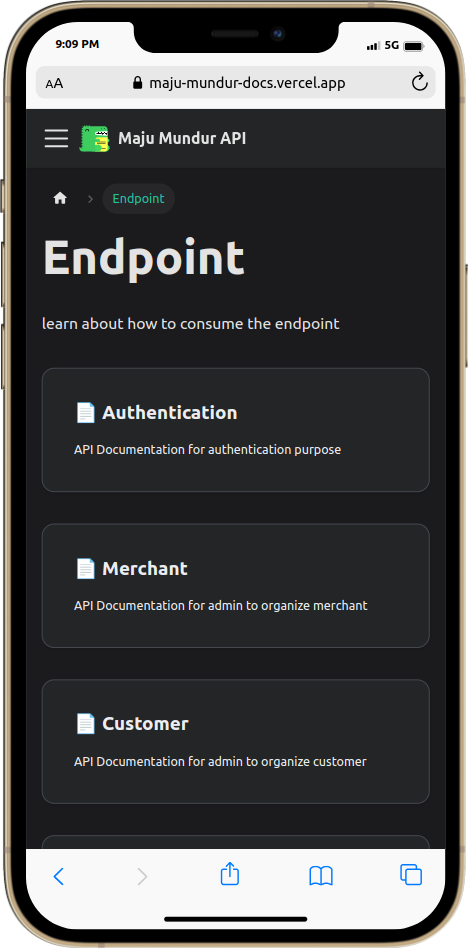 9:09 PM
5G
AA
maju-mundur-docs.vercel.app
Maju Mundur API
Endpoint
Endpoint
learn about how to consume the endpoint
Authentication
API Documentation for authentication purpose
Merchant
API Documentation for admin to organize merchant
Customer
API Documentation for admin to organize customer